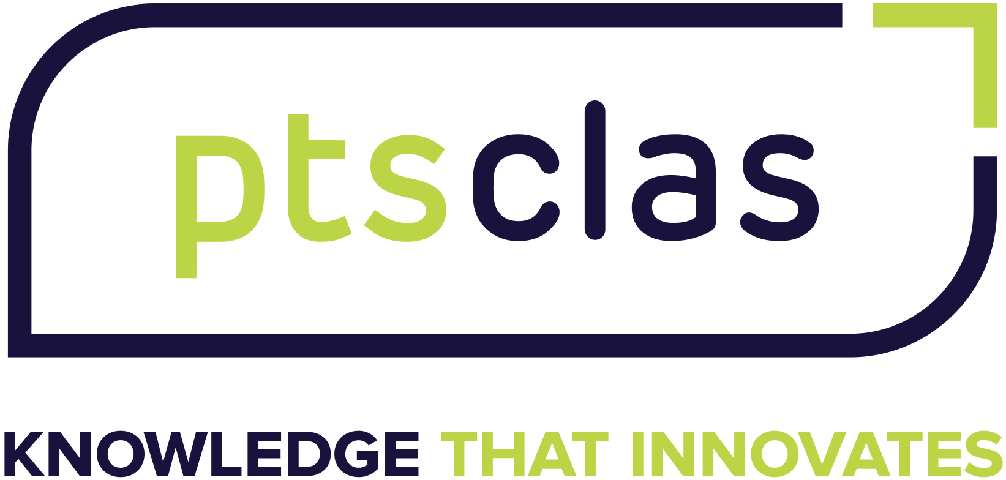 ptsclas
KNOWLEDGE THAT INNOVATES